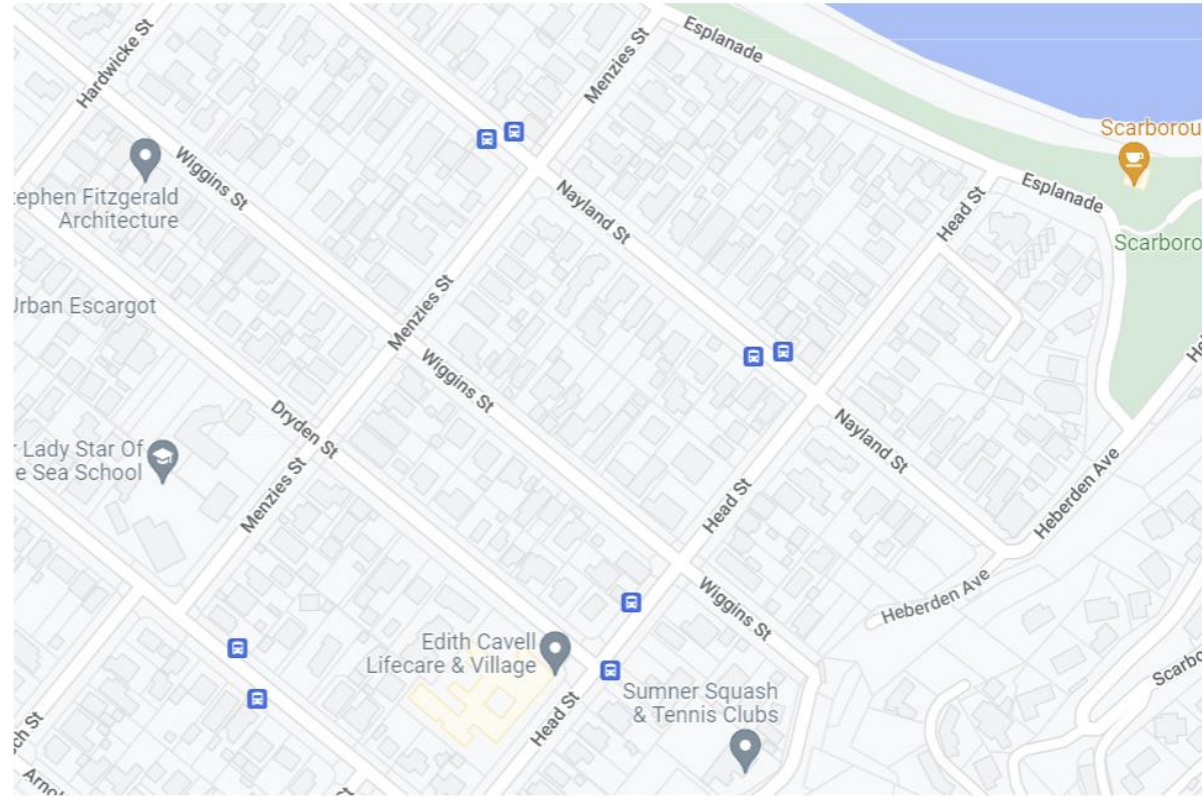 Hardwicke St
Menzies St
Esplanade
Scarborou
Wiggins St
tephen Fitzgerald
Architecture
Nayland St
Head St
Esplanade
Scarboro
Urban Escargot
Menzies St
Wiggins St
Dryden St
r Lady Star Of
e Sea School
Menzies St
Nayland St
Head St
Heberden Ave
Heberden Ave
Wiggins St
Edith Cavell
Lifecare & Village
Sumner Squash
& Tennis Clubs
Head St
Scarbo
ch St
Arno